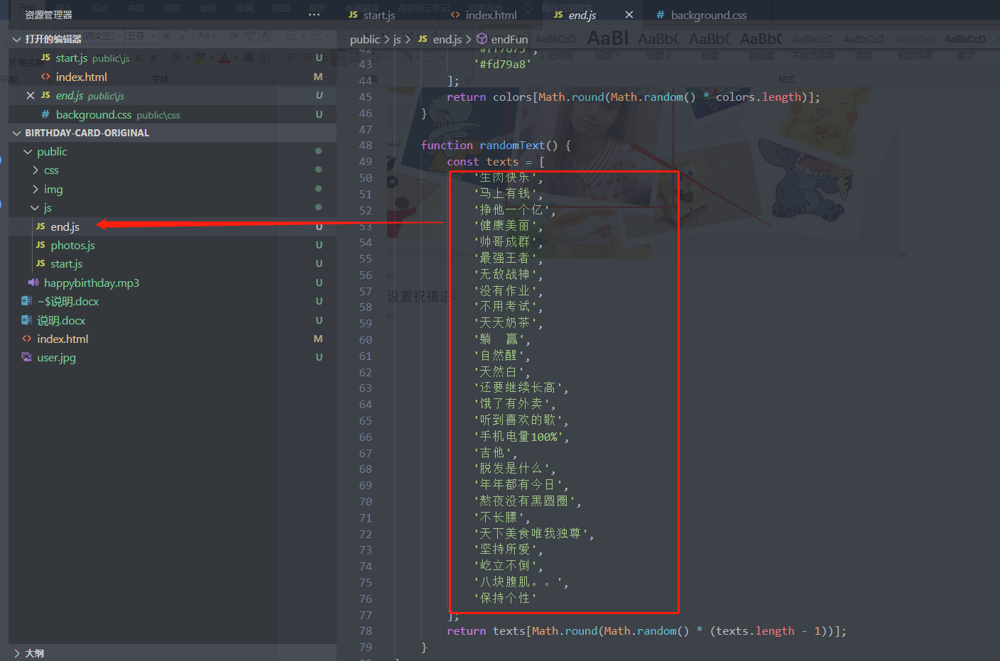 资源管理器
···
JS start.js
<> index.html
JS end.js ×
# background.css
打开的编辑器
JS start.js public\js U
<> index.html M
× JS end.js public\js U
# background.css public\css U
BIRTHDAY-CARD-ORIGINAL
public
css
img
js
JS end.js U
JS photos.js U
JS start.js U
happybirthday.mp3 U
~$说明.docx U
说明.docx U
<> index.html M
user.jpg U
大纲
public > js > JS end.js > endFun
42 '#ff7675',
43 '#fd79a8'
44 ];
45 return colors[Math.round(Math.random() * colors.length)];
46 }
47
48 function randomText() {
49 const texts = [
50 '生肉快乐',
51 '马上有钱',
52 '挣他一个亿',
53 '健康美丽',
54 '帅哥成群',
55 '最强王者',
56 '无敌战神',
57 '没有作业',
58 '不用考试',
59 '天天奶茶',
60 '躺  赢',
61 '自然醒',
62 '天然白',
63 '还要继续长高',
64 '饿了有外卖',
65 '听到喜欢的歌',
66 '手机电量100%',
67 '吉他',
68 '脱发是什么',
69 '年年都有今日',
70 '熬夜没有黑圆圈',
71 '不长膘',
72 '天下美食唯我独尊',
73 '坚持所爱',
74 '屹立不倒',
75 '八块腹肌。。',
76 '保持个性'
77 ];
78 return texts[Math.round(Math.random() * (texts.length - 1))];
79 }
设置祝福语